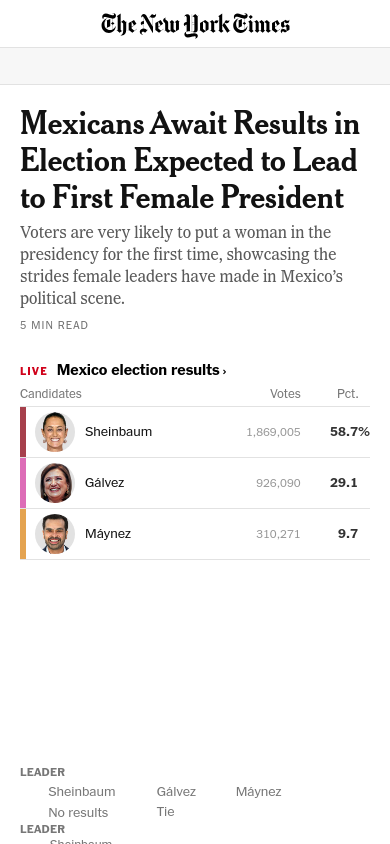 The New York Times
Mexicans Await Results in
Election Expected to Lead
to First Female President
Voters are very likely to put a woman in the
presidency for the first time, showcasing the
strides female leaders have made in Mexico’s
political scene.
5 MIN READ
LIVE Mexico election results ›
Candidates Votes Pct.
Sheinbaum 1,869,005 58.7%
Gálvez 926,090 29.1
Máynez 310,271 9.7
LEADER
Sheinbaum Gálvez Máynez
No results Tie
LEADER
Sheinbaum